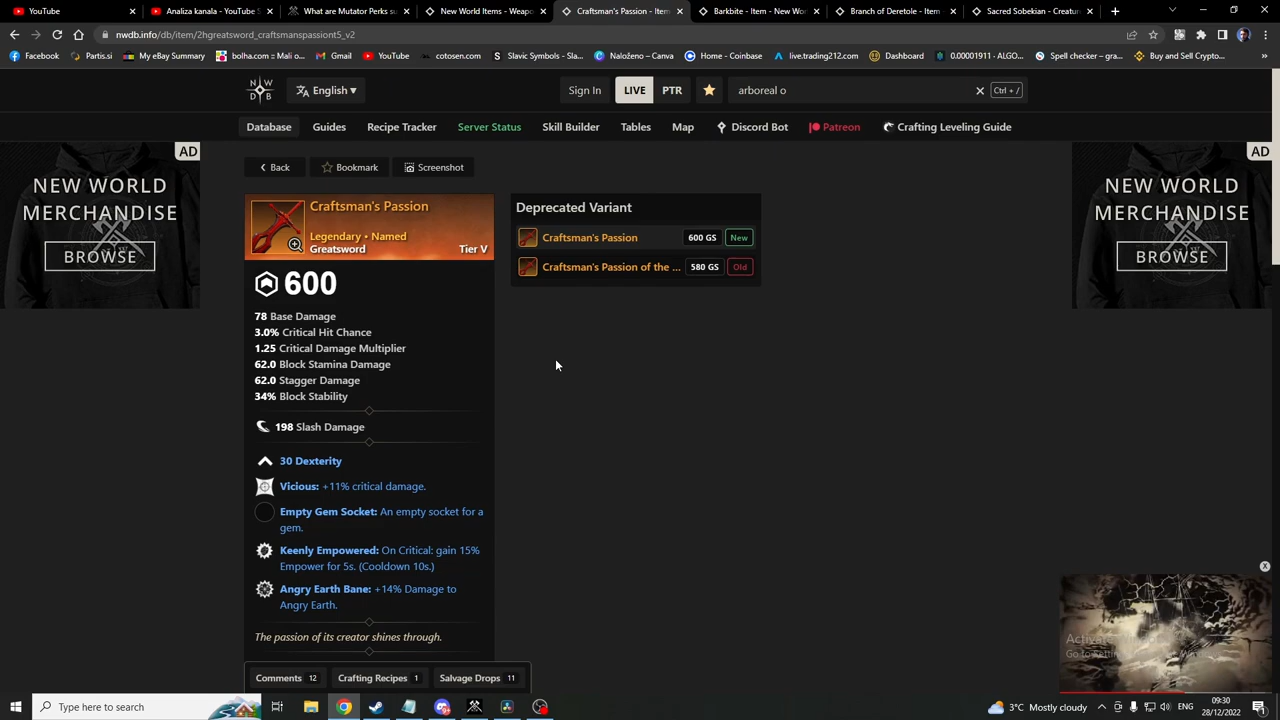 YouTube
Analiza kanala - YouTube S
What are Mutator Perks su
New World Items - Weapo
Craftsman's Passion - Item
Barkbite - Item - New Wo
Branch of Deretole - Item
Sacred Sobekian - Creatur
nwdb.info/db/item/2hgreatsword_craftsmanspassiont5_v2
Facebook
Partis.si
My eBay Summary
bolha.com = Mali o...
Gmail
YouTube
cotosen.com
Slavic Symbols - Sl...
Naloženo – Canva
Home - Coinbase
live.trading212.com
Dashboard
0.00001911 - ALGO...
Spell checker – gra...
Buy and Sell Crypto...
NW
DB
English ▾
Sign In
LIVE
PTR
arboreal o
Ctrl + /
Database
Guides
Recipe Tracker
Server Status
Skill Builder
Tables
Map
Discord Bot
Patreon
Crafting Leveling Guide
AD
NEW WORLD
MERCHANDISE
BROWSE
Back
Bookmark
Screenshot
AD
NEW WORLD
MERCHANDISE
BROWSE
Craftsman's Passion
Legendary • Named
Greatsword
Tier V
600
78 Base Damage
3.0% Critical Hit Chance
1.25 Critical Damage Multiplier
62.0 Block Stamina Damage
62.0 Stagger Damage
34% Block Stability
198 Slash Damage
30 Dexterity
Vicious: +11% critical damage.
Empty Gem Socket: An empty socket for a
gem.
Keenly Empowered: On Critical: gain 15%
Empower for 5s. (Cooldown 10s.)
Angry Earth Bane: +14% Damage to
Angry Earth.
The passion of its creator shines through.
Comments 12
Crafting Recipes 1
Salvage Drops 11
Deprecated Variant
Craftsman's Passion
600 GS
New
Craftsman's Passion of the ...
580 GS
Old
Type here to search
3°C Mostly cloudy
ENG
09:30
28/12/2022